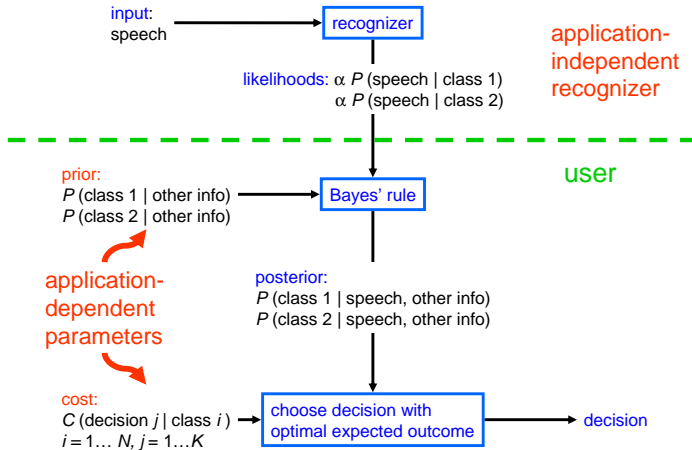 input:
speech
recognizer
application-
independent
recognizer
likelihoods: α P (speech | class 1)
α P (speech | class 2)
user
prior:
P (class 1 | other info)
P (class 2 | other info)
Bayes’ rule
application-
dependent
parameters
posterior:
P (class 1 | speech, other info)
P (class 2 | speech, other info)
cost:
C (decision j | class i )
i = 1… N, j = 1…K
choose decision with
optimal expected outcome
decision